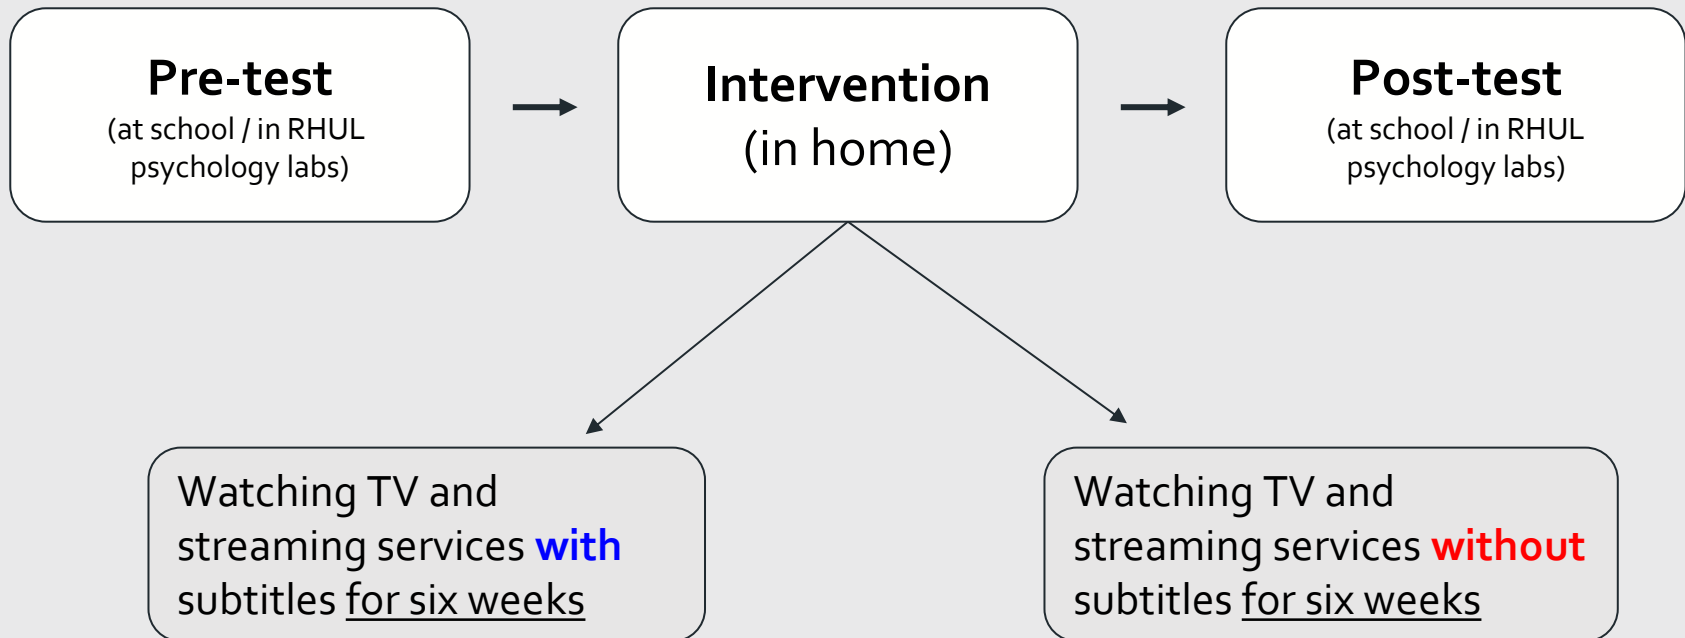 Pre-test
(at school / in RHUL
psychology labs)
Intervention
(in home)
Post-test
(at school / in RHUL
psychology labs)
Watching TV and
streaming services with
subtitles for six weeks
Watching TV and
streaming services without
subtitles for six weeks